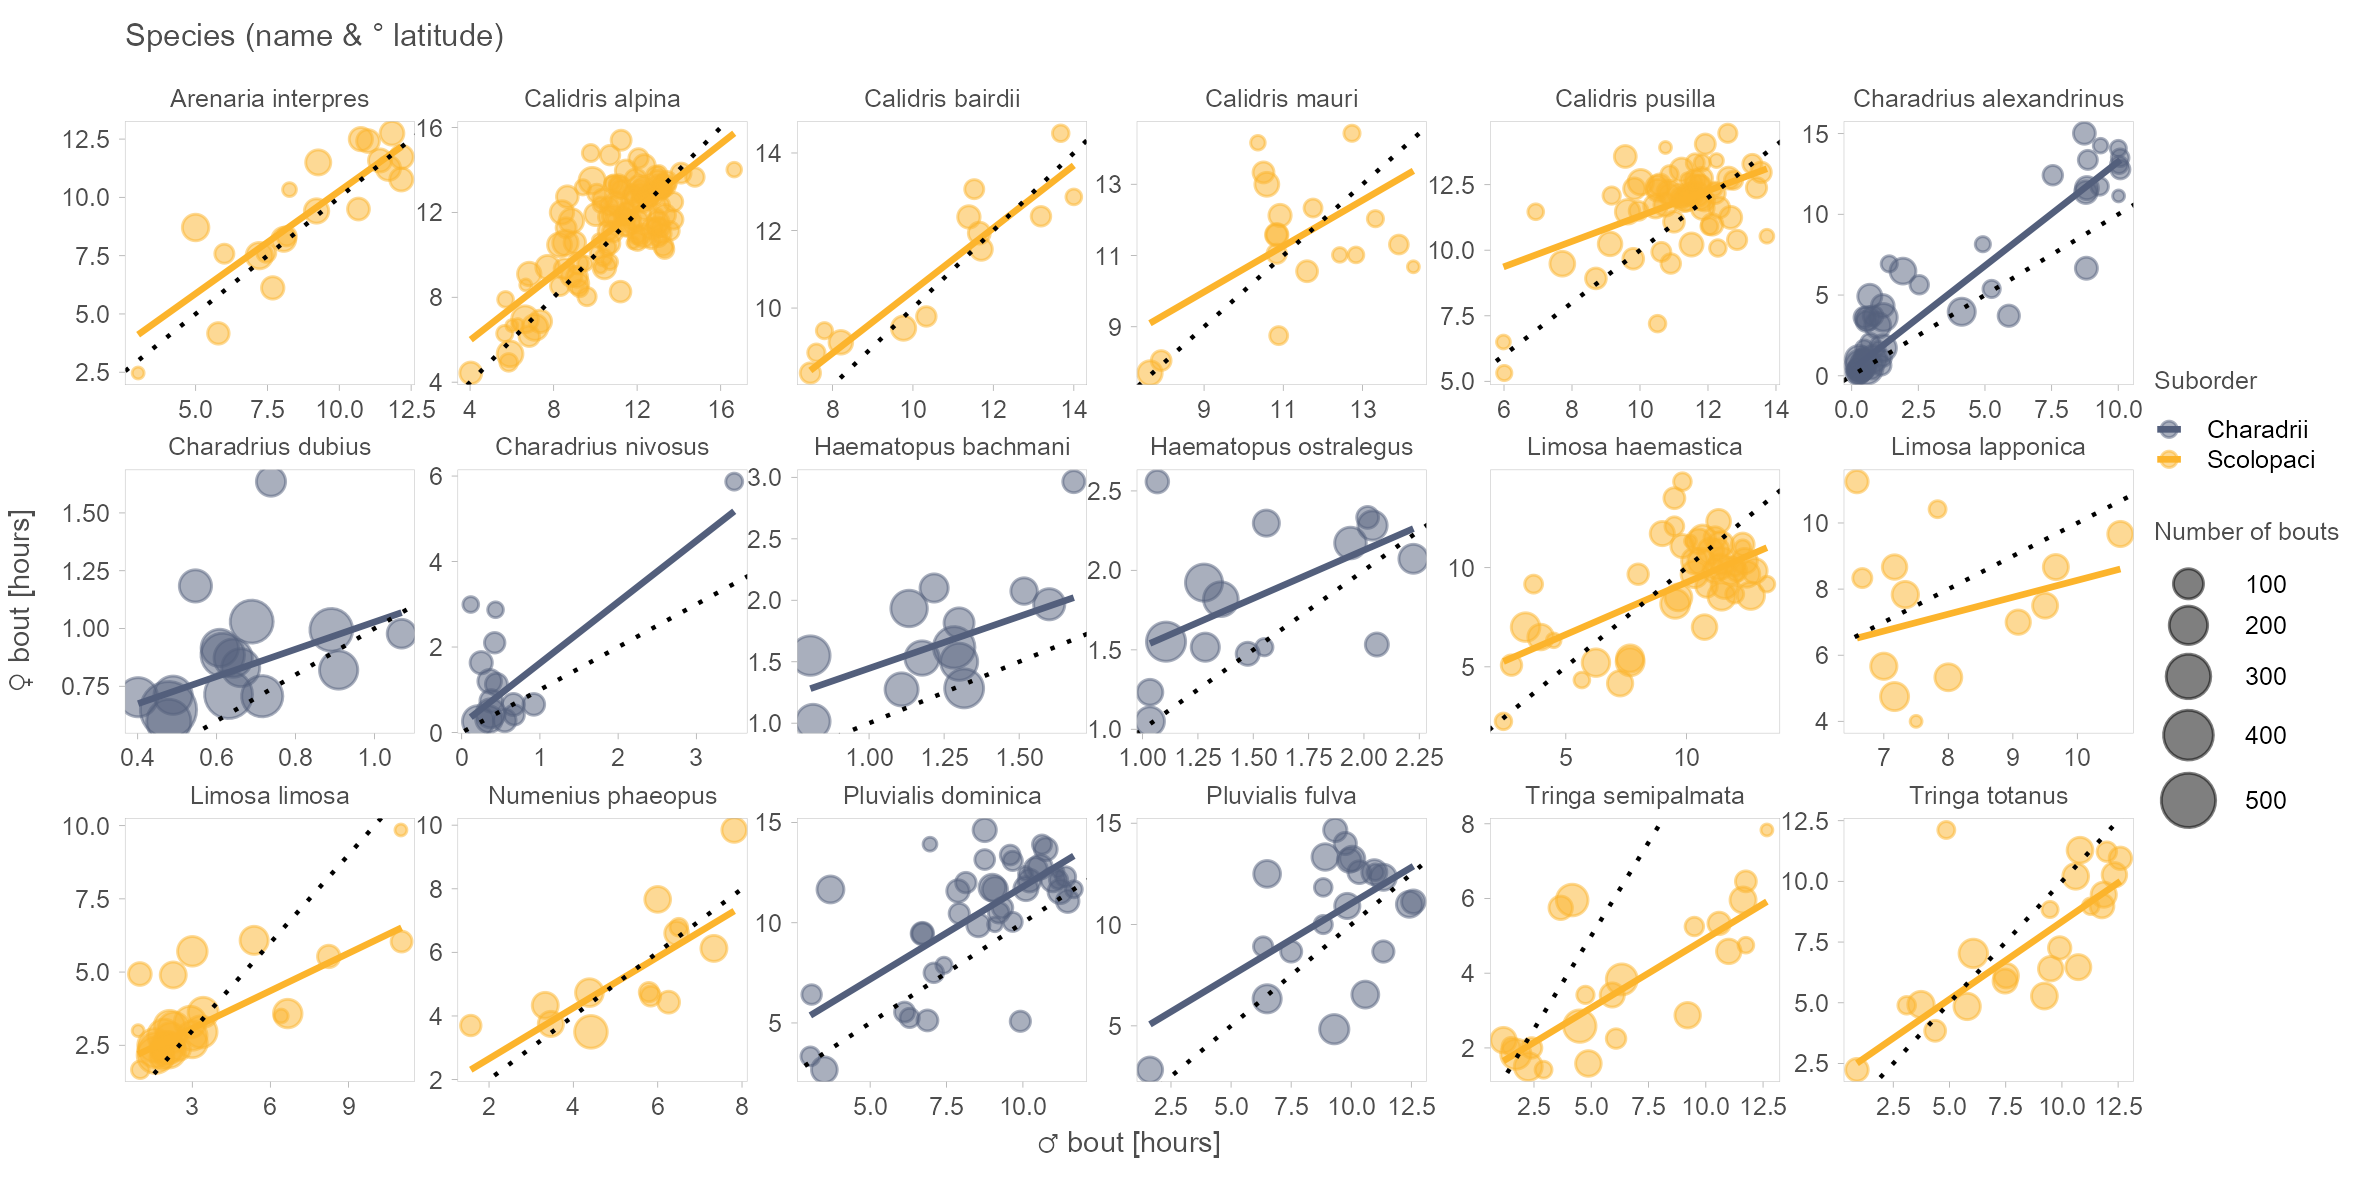 Species (name & ° latitude)
Arenaria interpres
Calidris alpina
Calidris bairdii
Calidris mauri
Calidris pusilla
Charadrius alexandrinus
12.5
10.0
7.5
5.0
2.5
5.0 7.5 10.0 12.5
16
12
8
4
4 8 12 16
14
12
10
8 10 12 14
13
11
9
9 11 13
12.5
10.0
7.5
5.0
6 8 10 12 14
15
10
5
0
0.0 2.5 5.0 7.5 10.0
Charadrius dubius
Charadrius nivosus
Haematopus bachmani
Haematopus ostralegus
Limosa haemastica
Limosa lapponica
1.50
1.25
1.00
0.75
0.4 0.6 0.8 1.0
6
4
2
0
0 1 2 3
3.0
2.5
2.0
1.5
1.0
1.00 1.25 1.50
2.5
2.0
1.5
1.0
1.00 1.25 1.50 1.75 2.00 2.25
10
5
5 10
10
8
6
4
7 8 9 10
Limosa limosa
Numenius phaeopus
Pluvialis dominica
Pluvialis fulva
Tringa semipalmata
Tringa totanus
10.0
7.5
5.0
2.5
3 6 9
10
8
6
4
2
2 4 6 8
15
10
5
5.0 7.5 10.0
15
10
5
2.5 5.0 7.5 10.0 12.5
8
6
4
2
2.5 5.0 7.5 10.0 12.5
12.5
10.0
7.5
5.0
2.5
2.5 5.0 7.5 10.0 12.5
♀ bout [hours]
♂ bout [hours]
Suborder
Charadrii
Scolopaci
Number of bouts
100
200
300
400
500